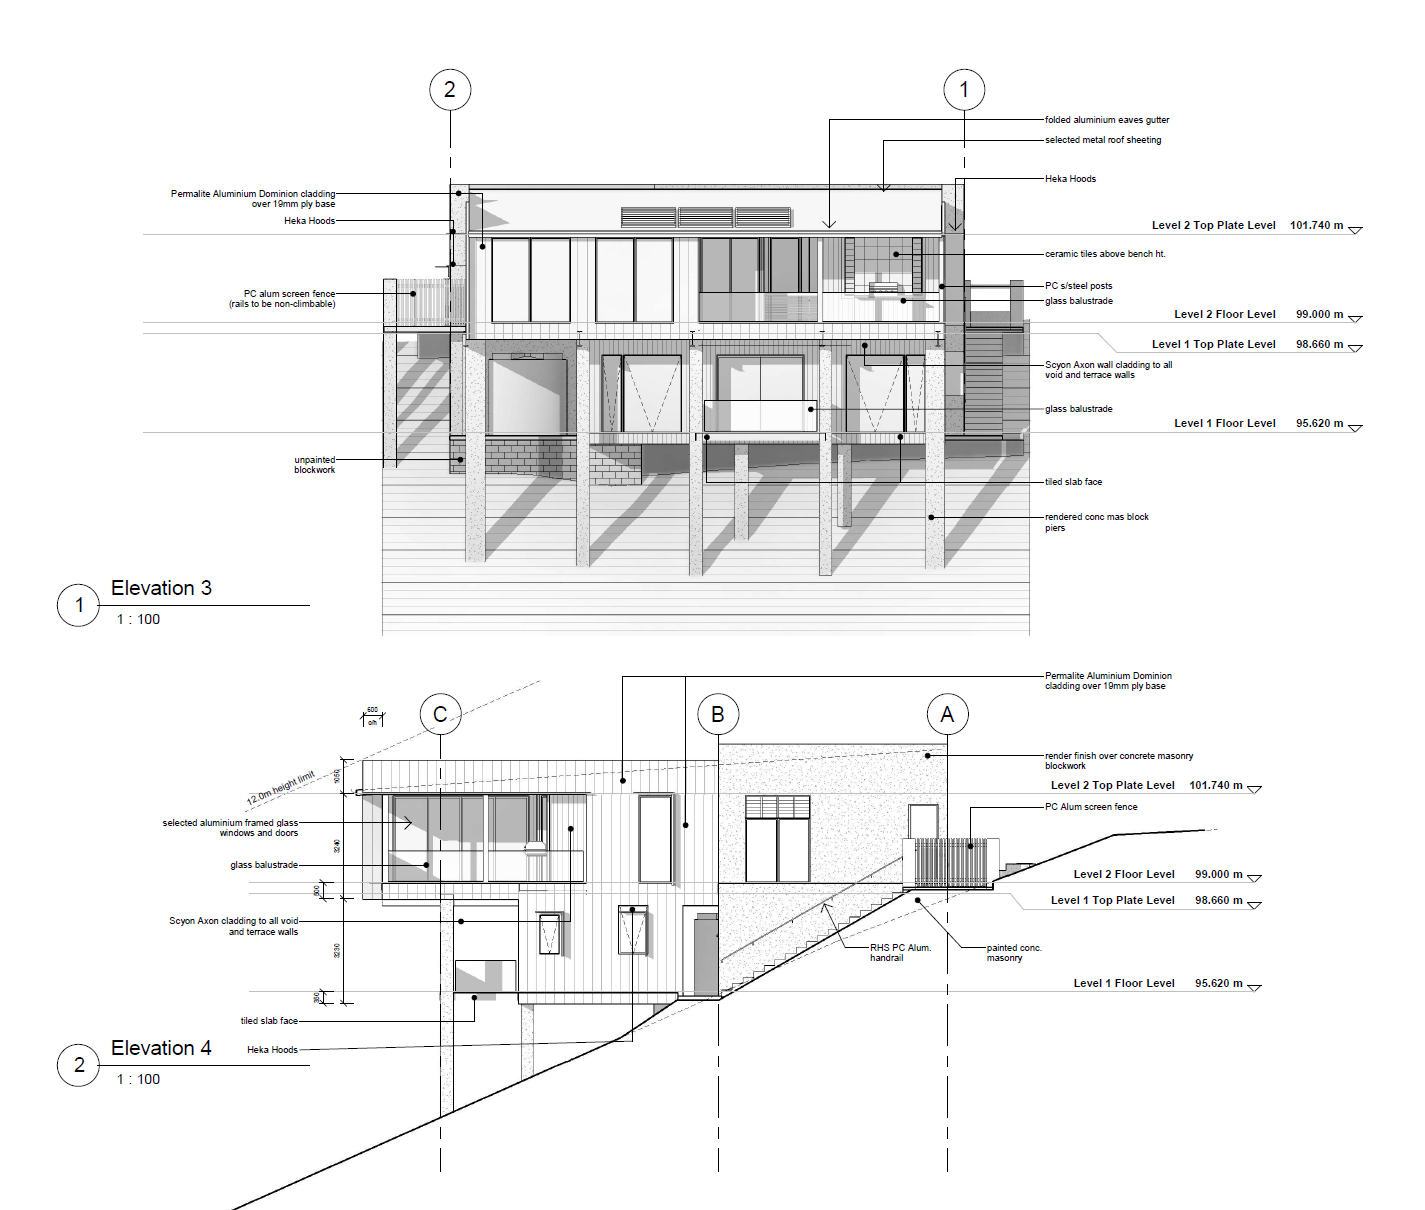 2
1
folded aluminium eaves gutter
selected metal roof sheeting
Heka Hoods
Permalite Aluminium Dominion cladding
over 19mm ply base
Heka Hoods
Level 2 Top Plate Level 101.740 m
ceramic tiles above bench ht.
PC alum screen fence
(rails to be non-climbable)
PC s/steel posts
glass balustrade
Level 2 Floor Level 99.000 m
Level 1 Top Plate Level 98.660 m
Scyon Axon wall cladding to all
void and terrace walls
glass balustrade
Level 1 Floor Level 95.620 m
unpainted
blockwork
tiled slab face
rendered conc mas block
piers
1
Elevation 3
1 : 100
Permalite Aluminium Dominion
cladding over 19mm ply base
600
o/h
C
B
A
render finish over concrete masonry
blockwork
12.0m height limit
1050
Level 2 Top Plate Level 101.740 m
PC Alum screen fence
selected aluminium framed glass
windows and doors
3240
glass balustrade
Level 2 Floor Level 99.000 m
600
Level 1 Top Plate Level 98.660 m
Scyon Axon cladding to all void
and terrace walls
3230
RHS PC Alum.
handrail
painted conc.
masonry
Level 1 Floor Level 95.620 m
tiled slab face
Heka Hoods
2
Elevation 4
1 : 100